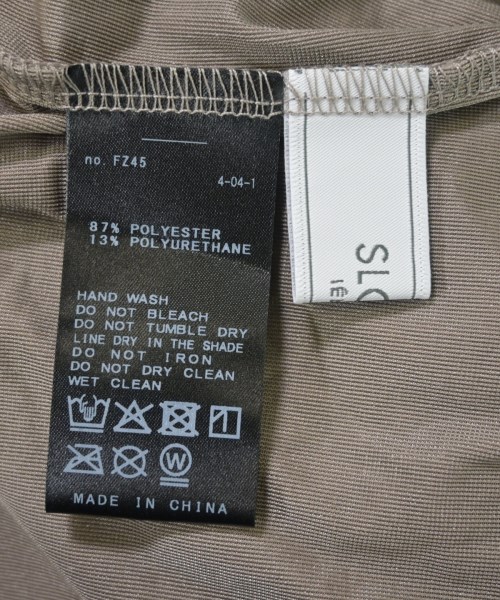 no. FZ45
4-04-1
87% POLYESTER
13% POLYURETHANE
HAND WASH
DO NOT BLEACH
DO NOT TUMBLE DRY
LINE DRY IN THE SHADE
DO NOT IRON
DO NOT DRY CLEAN
WET CLEAN
W
MADE IN CHINA
SLO
iē